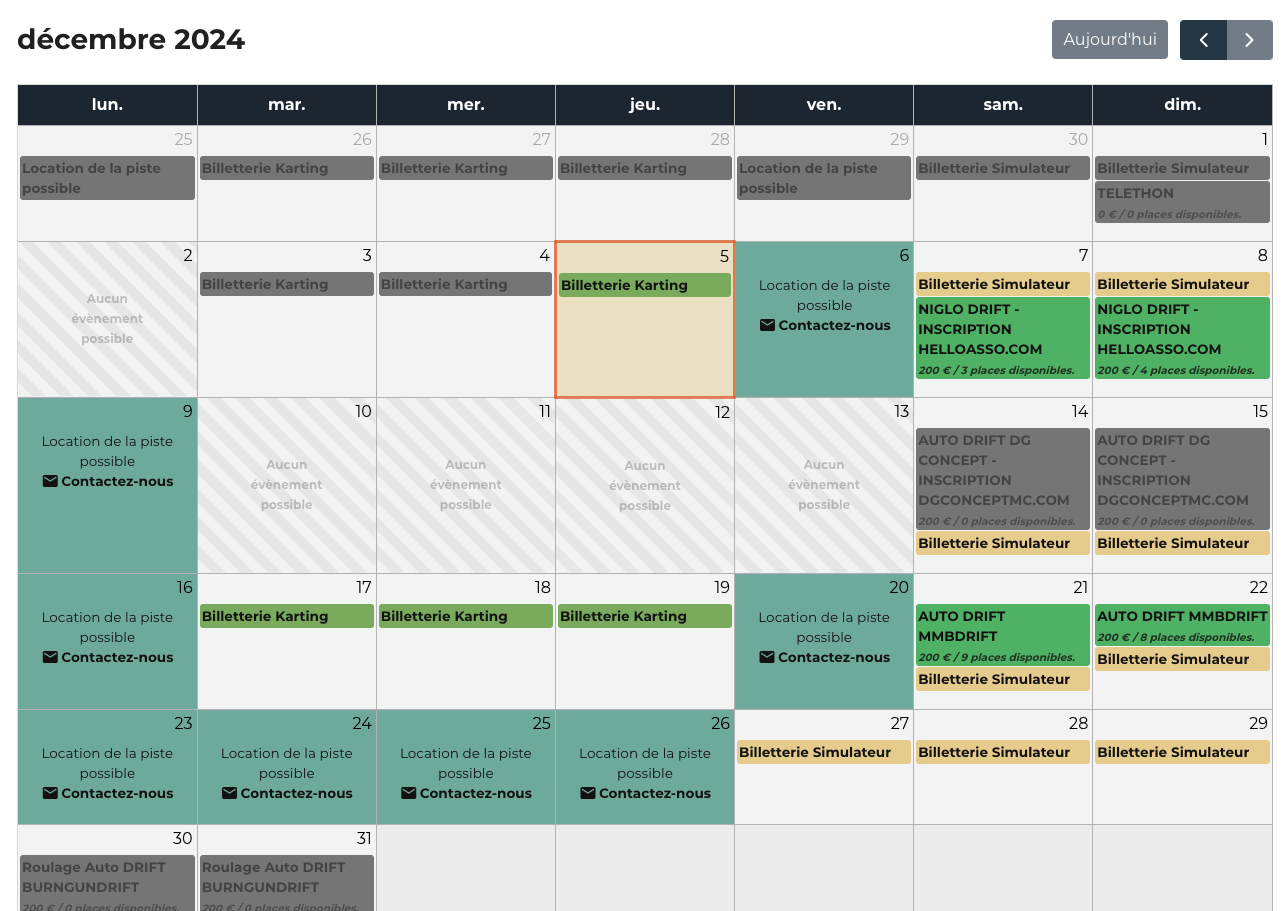 décembre 2024
Aujourd'hui
lun.
mar.
mer.
jeu.
ven.
sam.
dim.
25
Location de la piste
possible
26
Billetterie Karting
27
Billetterie Karting
28
Billetterie Karting
29
Location de la piste
possible
30
Billetterie Simulateur
1
Billetterie Simulateur
TELETHON
0 € / 0 places disponibles.
2
Aucun
évènement
possible
3
Billetterie Karting
4
Billetterie Karting
5
Billetterie Karting
6
Location de la piste
possible
Contactez-nous
7
Billetterie Simulateur
NIGLO DRIFT -
INSCRIPTION
HELLOASSO.COM
200 € / 3 places disponibles.
8
Billetterie Simulateur
NIGLO DRIFT -
INSCRIPTION
HELLOASSO.COM
200 € / 4 places disponibles.
9
Location de la piste
possible
Contactez-nous
10
Aucun
évènement
possible
11
Aucun
évènement
possible
12
Aucun
évènement
possible
13
Aucun
évènement
possible
14
AUTO DRIFT DG
CONCEPT -
INSCRIPTION
DGCONCEPTMC.COM
200 € / 0 places disponibles.
Billetterie Simulateur
15
AUTO DRIFT DG
CONCEPT -
INSCRIPTION
DGCONCEPTMC.COM
200 € / 0 places disponibles.
Billetterie Simulateur
16
Location de la piste
possible
Contactez-nous
17
Billetterie Karting
18
Billetterie Karting
19
Billetterie Karting
20
Location de la piste
possible
Contactez-nous
21
AUTO DRIFT
MMBDRIFT
200 € / 9 places disponibles.
Billetterie Simulateur
22
AUTO DRIFT MMBDRIFT
200 € / 8 places disponibles.
Billetterie Simulateur
23
Location de la piste
possible
Contactez-nous
24
Location de la piste
possible
Contactez-nous
25
Location de la piste
possible
Contactez-nous
26
Location de la piste
possible
Contactez-nous
27
Billetterie Simulateur
28
Billetterie Simulateur
29
Billetterie Simulateur
30
Roulage Auto DRIFT
BURNGUNDRIFT
200 € / 0 places disponibles.
31
Roulage Auto DRIFT
BURNGUNDRIFT
200 € / 0 places disponibles.